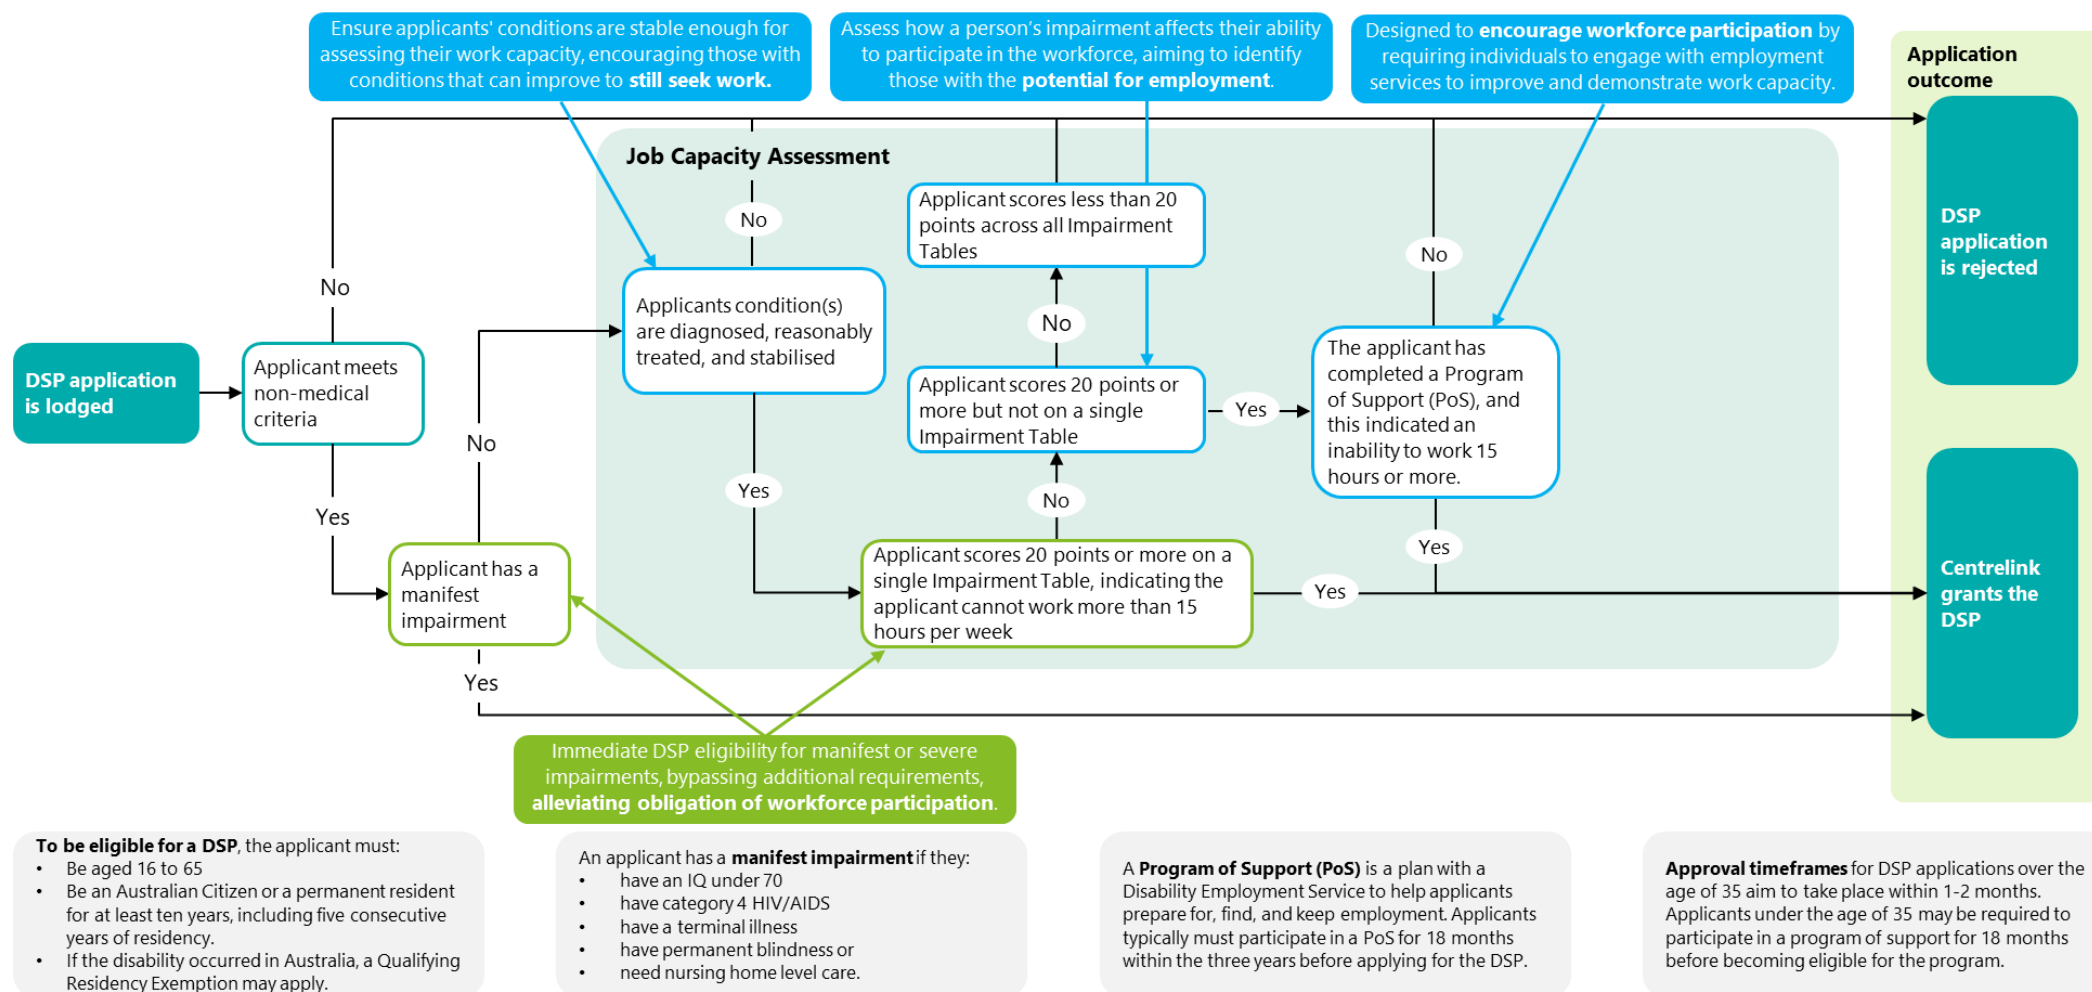 Ensure applicants' conditions are stable enough for
assessing their work capacity, encouraging those with
conditions that can improve to still seek work.
Assess how a person's impairment affects their ability
to participate in the workforce, aiming to identify
those with the potential for employment.
Designed to encourage workforce participation by
requiring individuals to engage with employment
services to improve and demonstrate work capacity.
Application
outcome
Job Capacity Assessment
No
No
Applicant scores less than 20
points across all Impairment
Tables
No
DSP
application
is rejected
Applicants condition(s)
are diagnosed, reasonably
treated, and stabilised
No
DSP application
is lodged
Applicant meets
non-medical
criteria
No
Applicant scores 20 points or
more but not on a single
Impairment Table
Yes
The applicant has
completed a Program
of Support (PoS), and
this indicated an
inability to work 15
hours or more.
Yes
Yes
No
Yes
Applicant has a
manifest
impairment
Applicant scores 20 points or more on a
single Impairment Table, indicating the
applicant cannot work more than 15
hours per week
Yes
Centrelink
grants the
DSP
Yes
Immediate DSP eligibility for manifest or severe
impairments, bypassing additional requirements,
alleviating obligation of workforce participation.
To be eligible for a DSP, the applicant must:
• Be aged 16 to 65
• Be an Australian Citizen or a permanent resident
for at least ten years, including five consecutive
years of residency.
• If the disability occurred in Australia, a Qualifying
Residency Exemption may apply.
An applicant has a manifest impairment if they:
• have an IQ under 70
• have category 4 HIV/AIDS
• have a terminal illness
• have permanent blindness or
• need nursing home level care.
A Program of Support (PoS) is a plan with a
Disability Employment Service to help applicants
prepare for, find, and keep employment. Applicants
typically must participate in a PoS for 18 months
within the three years before applying for the DSP.
Approval timeframes for DSP applications over the
age of 35 aim to take place within 1-2 months.
Applicants under the age of 35 may be required to
participate in a program of support for 18 months
before becoming eligible for the program.